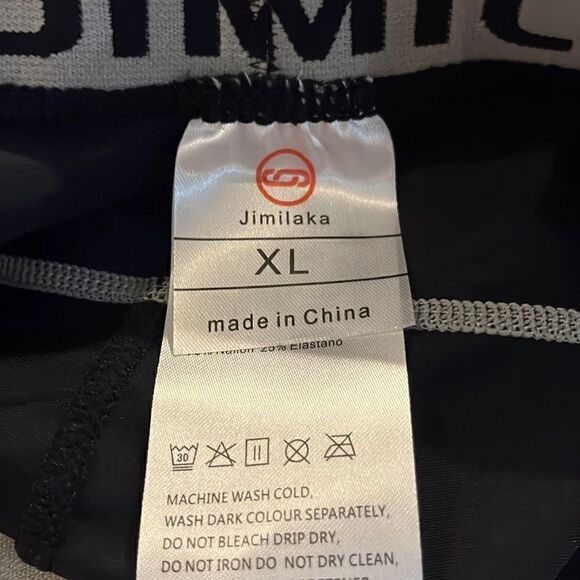 Jimilaka
XL
made in China
25% Elastano
30
MACHINE WASH COLD,
WASH DARK COLOUR SEPARATELY,
DO NOT BLEACH DRIP DRY,
DO NOT IRON DO NOT DRY CLEAN,